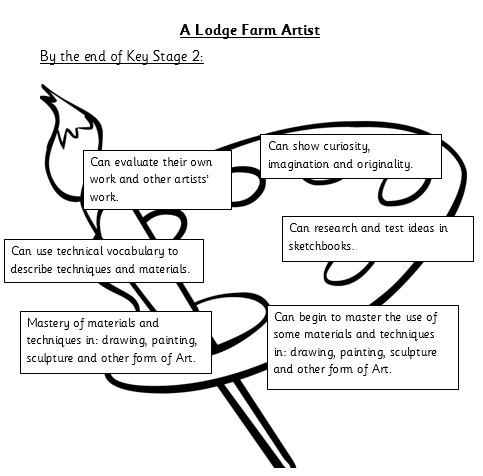 A Lodge Farm Artist
By the end of Key Stage 2:
Can show curiosity,
imagination and originality.
Can evaluate their own
work and other artists'
work.
Can research and test ideas in
sketchbooks.
Can use technical vocabulary to
describe techniques and materials.
Mastery of materials and
techniques in: drawing, painting,
sculpture and other form of Art.
Can begin to master the use of
some materials and techniques
in: drawing, painting, sculpture
and other form of Art.